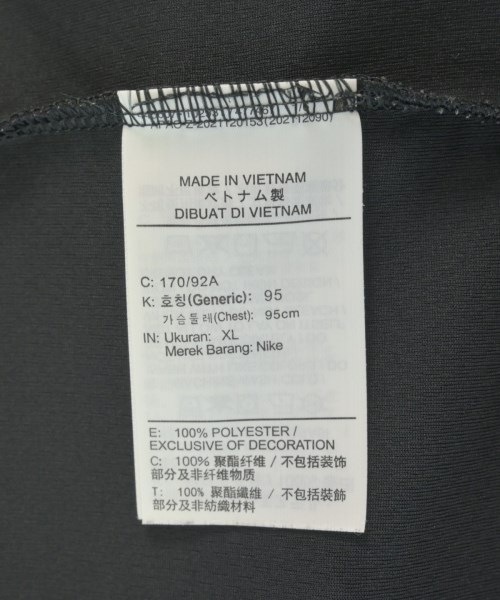 APAC-Z-2021120153(202112090)
MADE IN VIETNAM
ベトナム製
DIBUAT DI VIETNAM
C: 170/92A
K: 호칭(Generic): 95
가슴둘레(Chest): 95cm
IN: Ukuran: XL
Merek Barang: Nike
E: 100% POLYESTER /
EXCLUSIVE OF DECORATION
C: 100% 聚酯纤维 / 不包括装饰
部分及非纤维物质
T: 100% 聚酯纖維 / 不包括裝飾
部分及非紡織材料